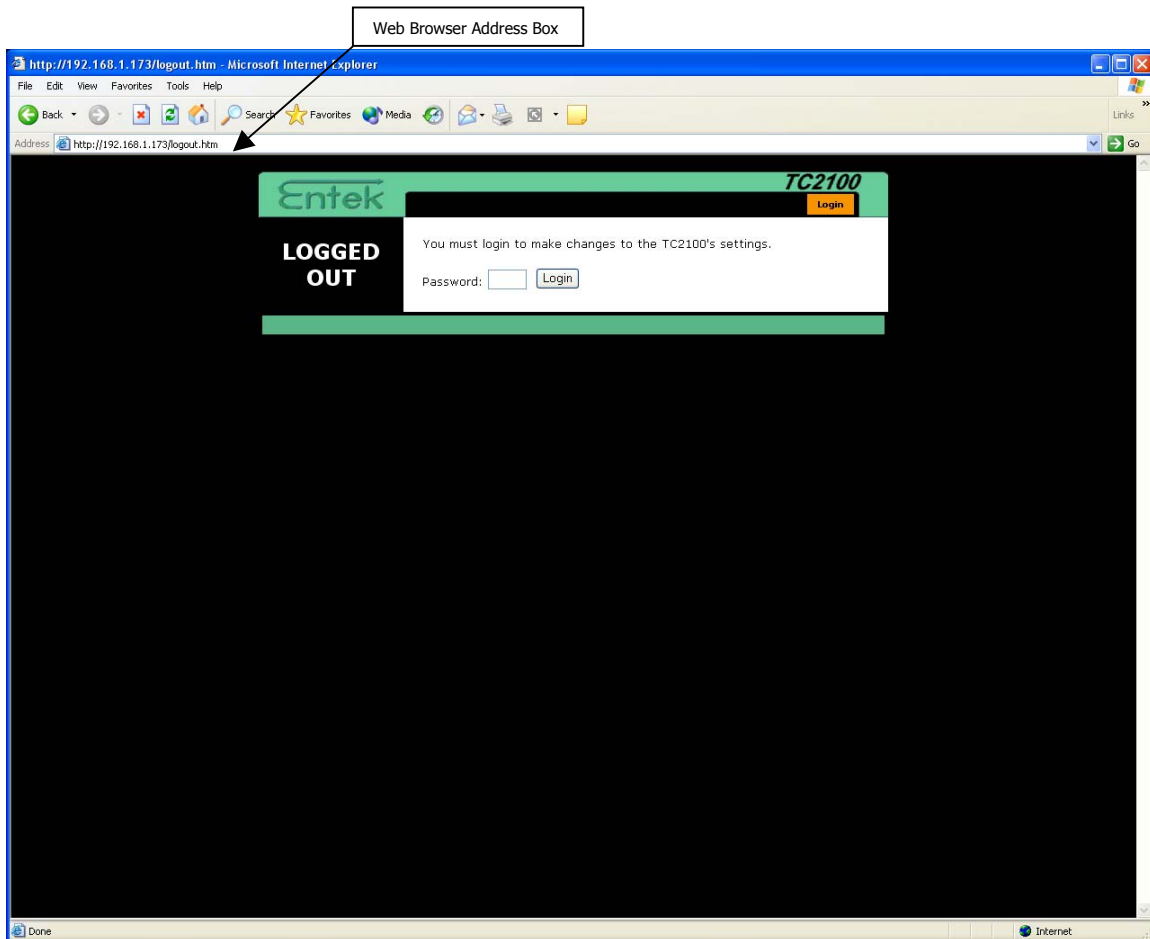 Web Browser Address Box
http://192.168.1.173/logout.htm - Microsoft Internet Explorer
File Edit View Favorites Tools Help
Back Search Favorites Media Links
Address http://192.168.1.173/logout.htm Go
Entek TC2100
Login
LOGGED OUT
You must login to make changes to the TC2100's settings.
Password: Login
Done Internet